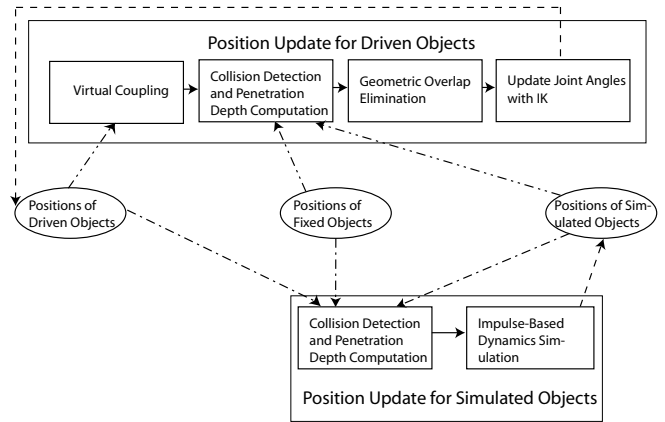 Position Update for Driven Objects
Virtual Coupling
Collision Detection
and Penetration
Depth Computation
Geometric Overlap
Elimination
Update Joint Angles
with IK
Positions of
Driven Objects
Positions of
Fixed Objects
Positions of Sim-
ulated Objects
Collision Detection
and Penetration
Depth Computation
Impulse-Based
Dynamics Sim-
ulation
Position Update for Simulated Objects